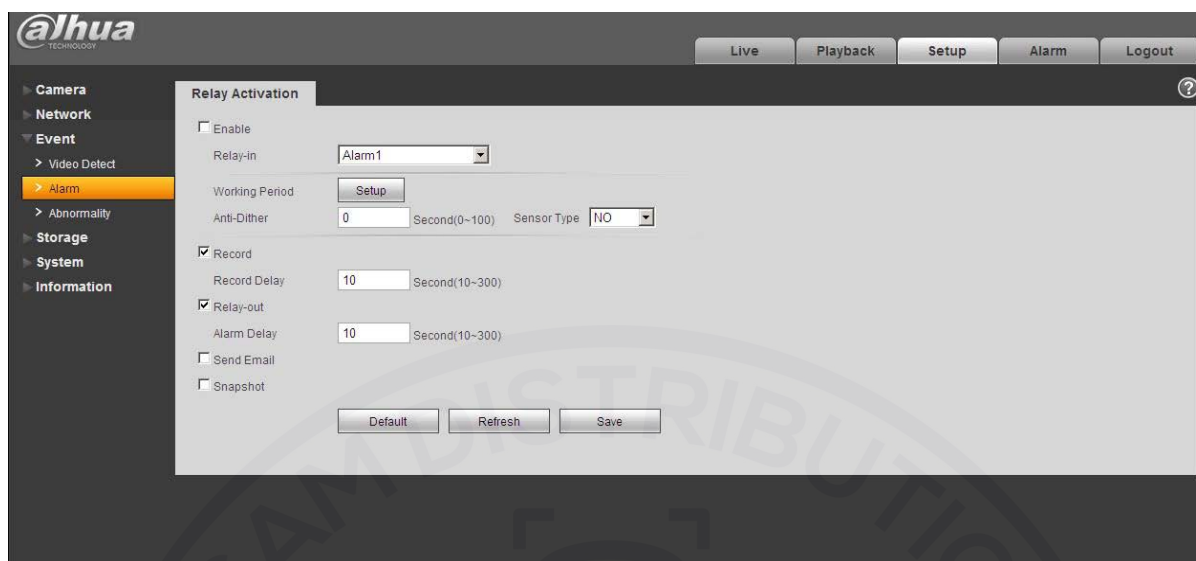 alhua
TECHNOLOGY
Live Playback Setup Alarm Logout
Camera
Network
Event
> Video Detect
> Alarm
> Abnormality
Storage
System
Information
Relay Activation
?
Enable
Relay-in Alarm1
Working Period Setup
Anti-Dither 0 Second(0~100) Sensor Type NO
Record
Record Delay 10 Second(10~300)
Relay-out
Alarm Delay 10 Second(10~300)
Send Email
Snapshot
Default Refresh Save
AM DISTRIBUTION